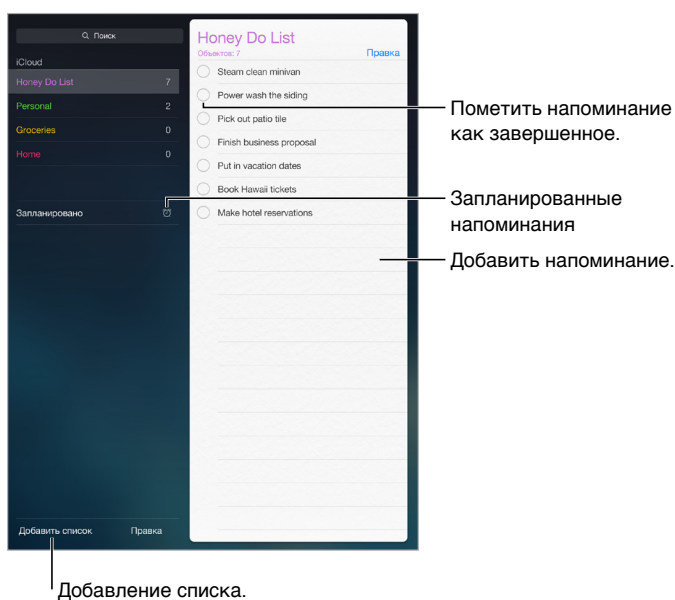 Поиск
iCloud
Honey Do List 7
Personal 2
Groceries 0
Home 0
Запланировано
Добавить список Правка
Honey Do List
Объектов: 7 Правка
Steam clean minivan
Power wash the siding
Pick out patio tile
Finish business proposal
Put in vacation dates
Book Hawaii tickets
Make hotel reservations
Пометить напоминание
как завершенное.
Запланированные
напоминания
Добавить напоминание.
Добавление списка.